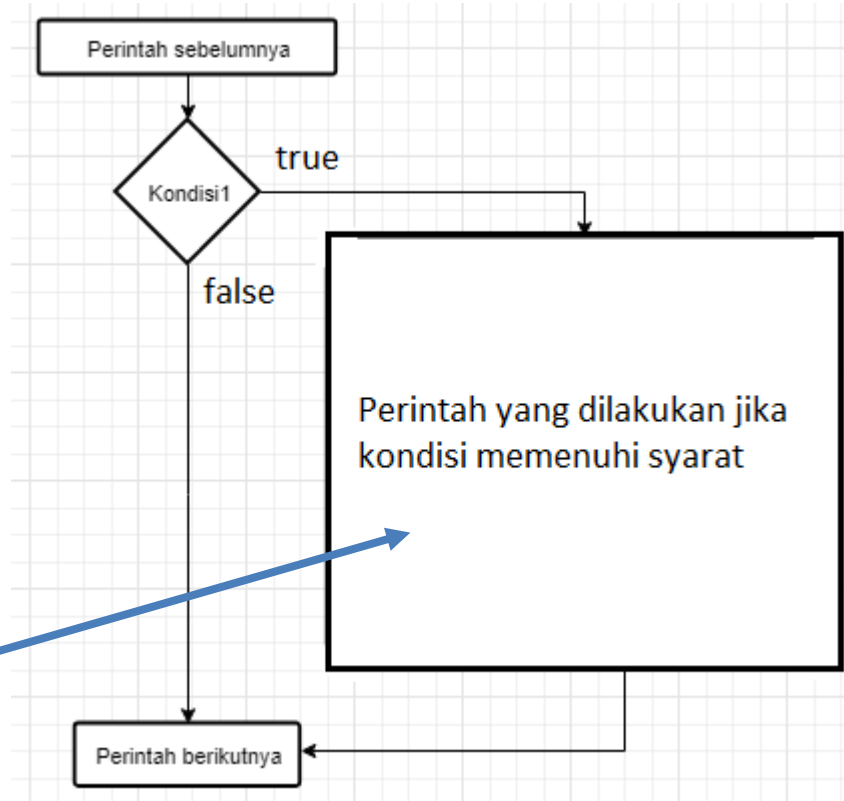 Perintah sebelumnya
Kondisi1
true
false
Perintah yang dilakukan jika
kondisi memenuhi syarat
Perintah berikutnya